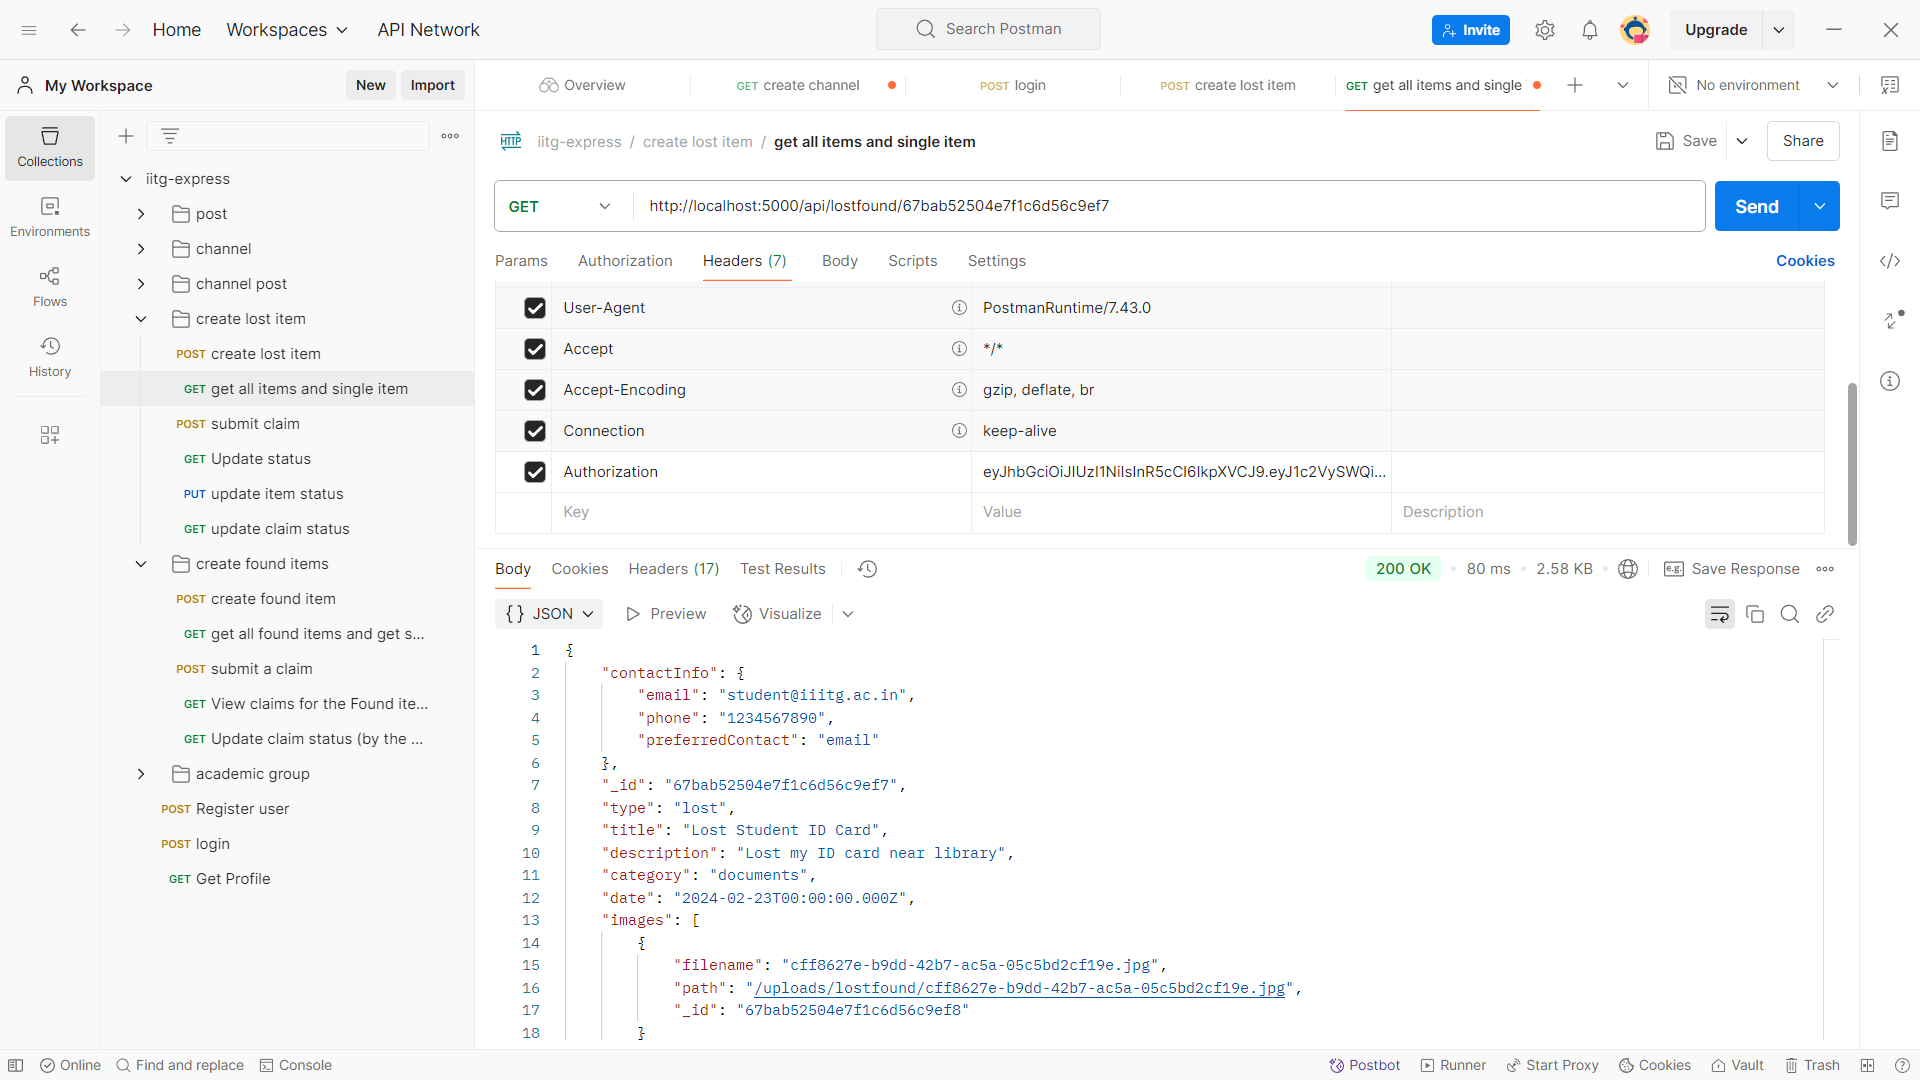 Home Workspaces API Network Search Postman Invite Upgrade
My Workspace New Import Overview GET create channel POST login POST create lost item GET get all items and single No environment
Collections
Environments
Flows
History
iitg-express
post
channel
channel post
create lost item
POST create lost item
GET get all items and single item
POST submit claim
GET Update status
PUT update item status
GET update claim status
create found items
POST create found item
GET get all found items and get s...
POST submit a claim
GET View claims for the Found ite...
GET Update claim status (by the ...
academic group
POST Register user
POST login
GET Get Profile
HTTP iitg-express / create lost item / get all items and single item Save Share
GET http://localhost:5000/api/lostfound/67bab52504e7f1c6d56c9ef7 Send
Params Authorization Headers (7) Body Scripts Settings Cookies
User-Agent PostmanRuntime/7.43.0
Accept */*
Accept-Encoding gzip, deflate, br
Connection keep-alive
Authorization eyJhbGciOiJIUzI1NiIsInR5cCI6IkpXVCJ9.eyJ1c2VySWQi...
Key Value Description
Body Cookies Headers (17) Test Results 200 OK • 80 ms • 2.58 KB • e.g. Save Response
{} JSON Preview Visualize
1 {
2 "contactInfo": {
3 "email": "student@iiitg.ac.in",
4 "phone": "1234567890",
5 "preferredContact": "email"
6 },
7 "_id": "67bab52504e7f1c6d56c9ef7",
8 "type": "lost",
9 "title": "Lost Student ID Card",
10 "description": "Lost my ID card near library",
11 "category": "documents",
12 "date": "2024-02-23T00:00:00.000Z",
13 "images": [
14 {
15 "filename": "cff8627e-b9dd-42b7-ac5a-05c5bd2cf19e.jpg",
16 "path": "/uploads/lostfound/cff8627e-b9dd-42b7-ac5a-05c5bd2cf19e.jpg",
17 "_id": "67bab52504e7f1c6d56c9ef8"
18 }
Online Find and replace Console Postbot Runner Start Proxy Cookies Vault Trash